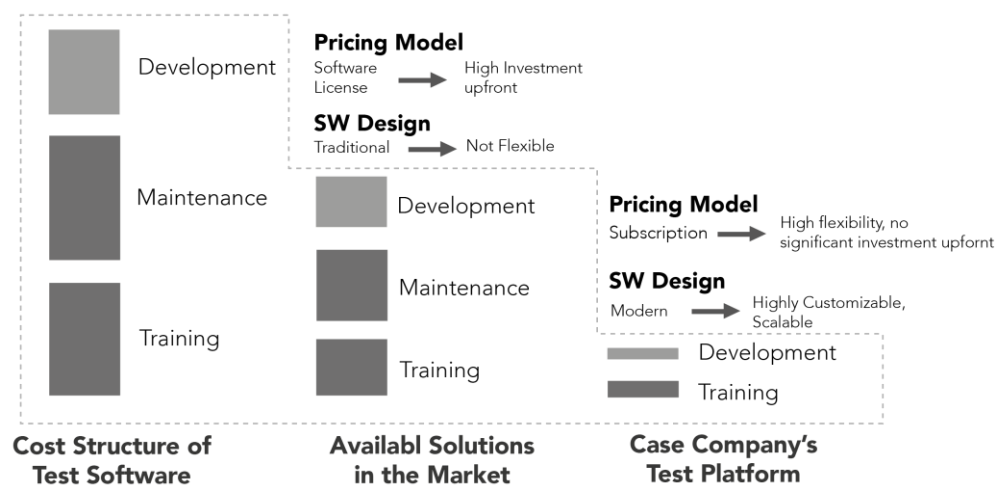 Development
Maintenance
Training
Cost Structure of
Test Software
Pricing Model
Software
License
High Investment
upfront
SW Design
Traditional
Not Flexible
Development
Maintenance
Training
Availabl Solutions
in the Market
Pricing Model
Subscription
High flexibility, no
significant investment upfornt
SW Design
Modern
Highly Customizable,
Scalable
Development
Training
Case Company's
Test Platform